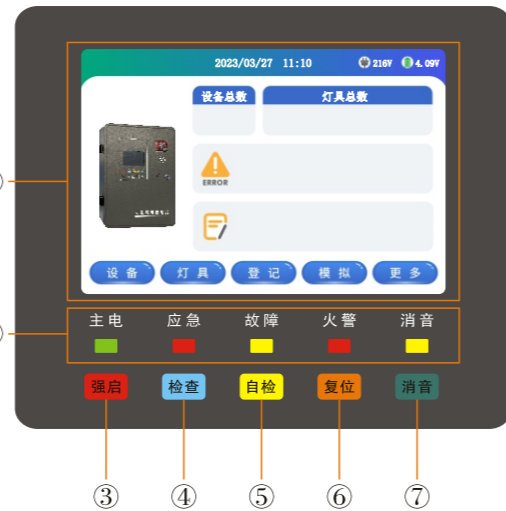 2023/03/27 11:10 216V 4.09V
设备总数 灯具总数
ERROR
设备 灯具 登记 模拟 更多
主电 应急 故障 火警 消音
强启 检查 自检 复位 消音
③ ④ ⑤ ⑥ ⑦